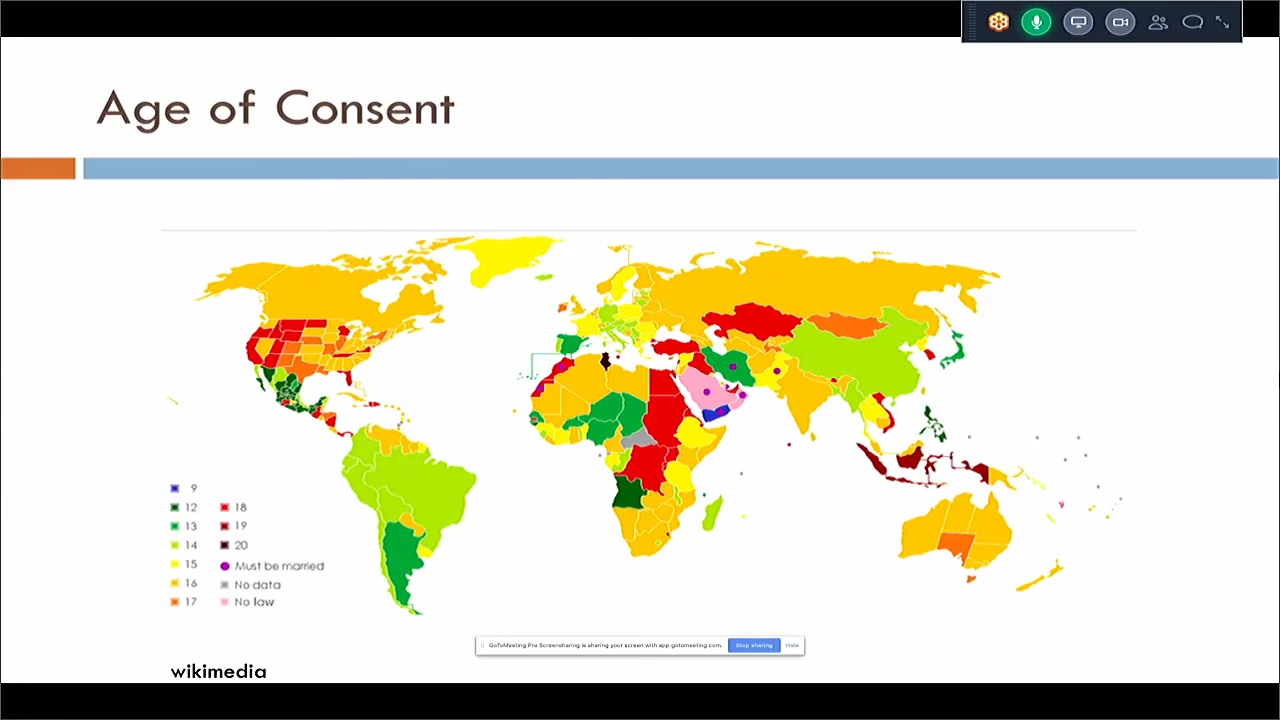 Age of Consent
9
12
13
14
15
16
17
18
19
20
Must be married
No data
No law
GoToMeeting Pro Screensharing is sharing your screen with app.gotomeeting.com.
Stop sharing
Hide
wikimedia